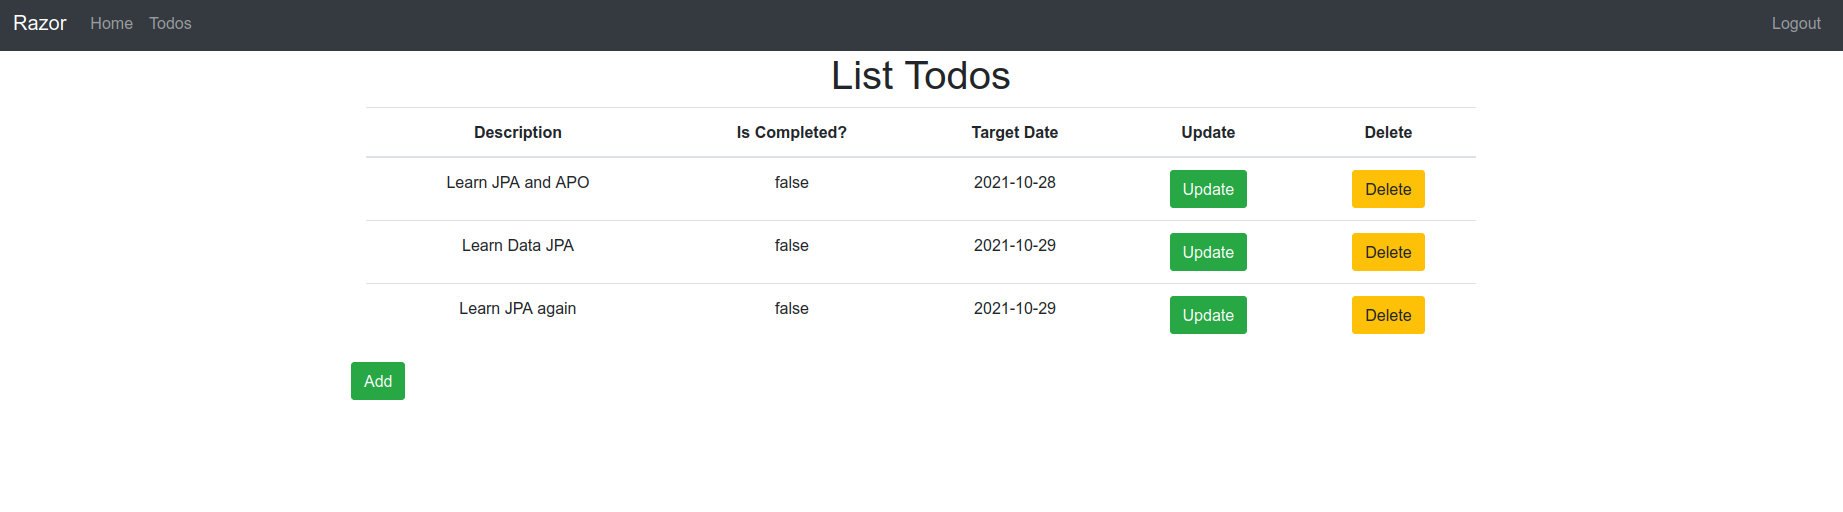 Razor Home Todos Logout
List Todos
Description Is Completed? Target Date Update Delete
Learn JPA and APO false 2021-10-28 Update Delete
Learn Data JPA false 2021-10-29 Update Delete
Learn JPA again false 2021-10-29 Update Delete
Add